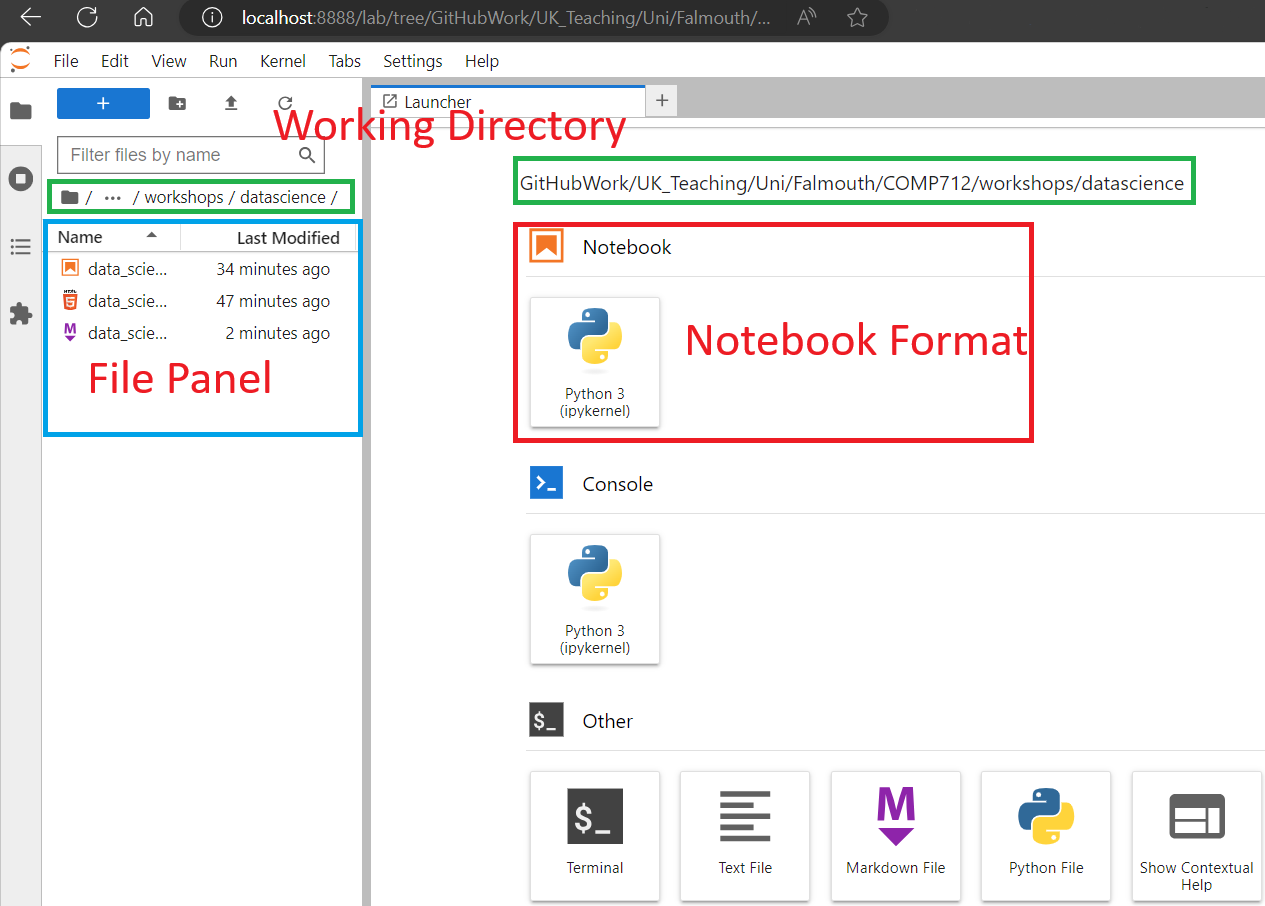 localhost:8888/lab/tree/GitHubWork/UK_Teaching/Uni/Falmouth/...
File Edit View Run Kernel Tabs Settings Help
Launcher
Working Directory
Filter files by name
/ ... / workshops / datascience /
GitHubWork/UK_Teaching/Uni/Falmouth/COMP712/workshops/datascience
Name Last Modified
data_scie... 34 minutes ago
HTML 5 data_scie... 47 minutes ago
M data_scie... 2 minutes ago
File Panel
Notebook
Python 3
(ipykernel)
Notebook Format
Console
Python 3
(ipykernel)
$_ Other
$_
Terminal
Text File
M
Markdown File
Python File
Show Contextual
Help